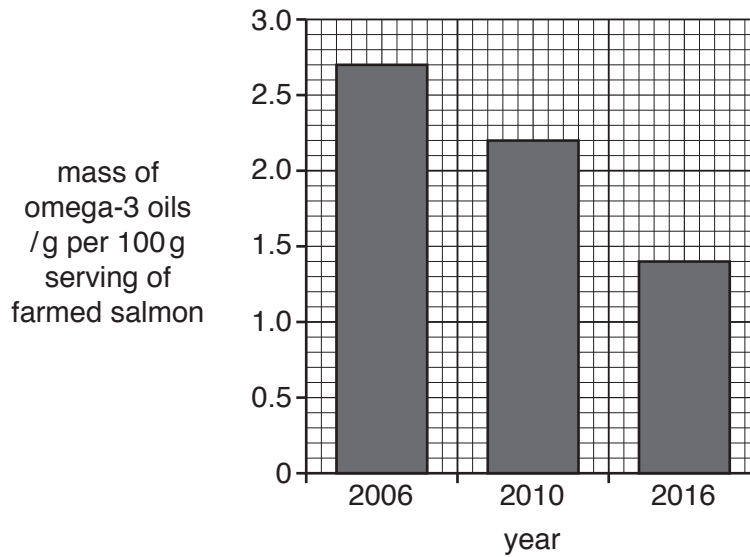 3.0
2.5
2.0
1.5
1.0
0.5
0
mass of
omega-3 oils
/ g per 100 g
serving of
farmed salmon
2006 2010 2016
year